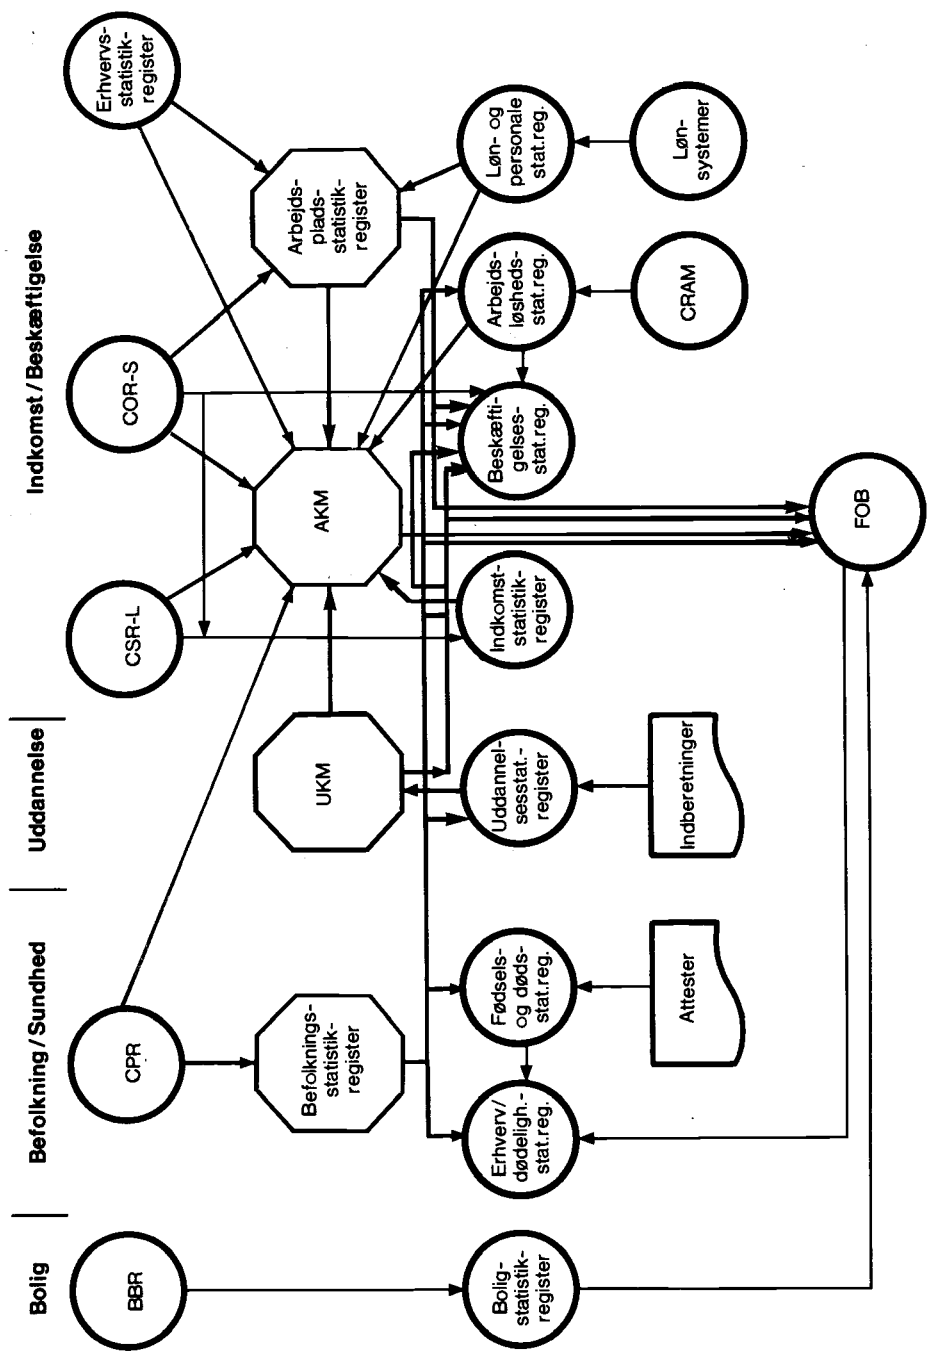 Bolig
Befolkning / Sundhed
Uddannelse
Indkomst / Beskæftigelse
BBR
CPR
CSR-L
COR-S
Erhvervs-
statistik-
register
Befolknings-
statistik-
register
UKM
AKM
Arbejds-
plads-
statistik-
register
Bolig-
statistik-
register
Erhverv/
dødeligh.-
stat.reg.
Fødsels-
og døds-
stat.reg.
Uddannel-
sesstat.-
register
Indkomst-
statistik-
register
Beskæfti-
gelses-
stat.reg.
Arbejds-
løsheds-
stat.reg.
Løn- og
personale
stat.reg.
Attester
Indberetninger
CRAM
Løn-
systemer
FOB